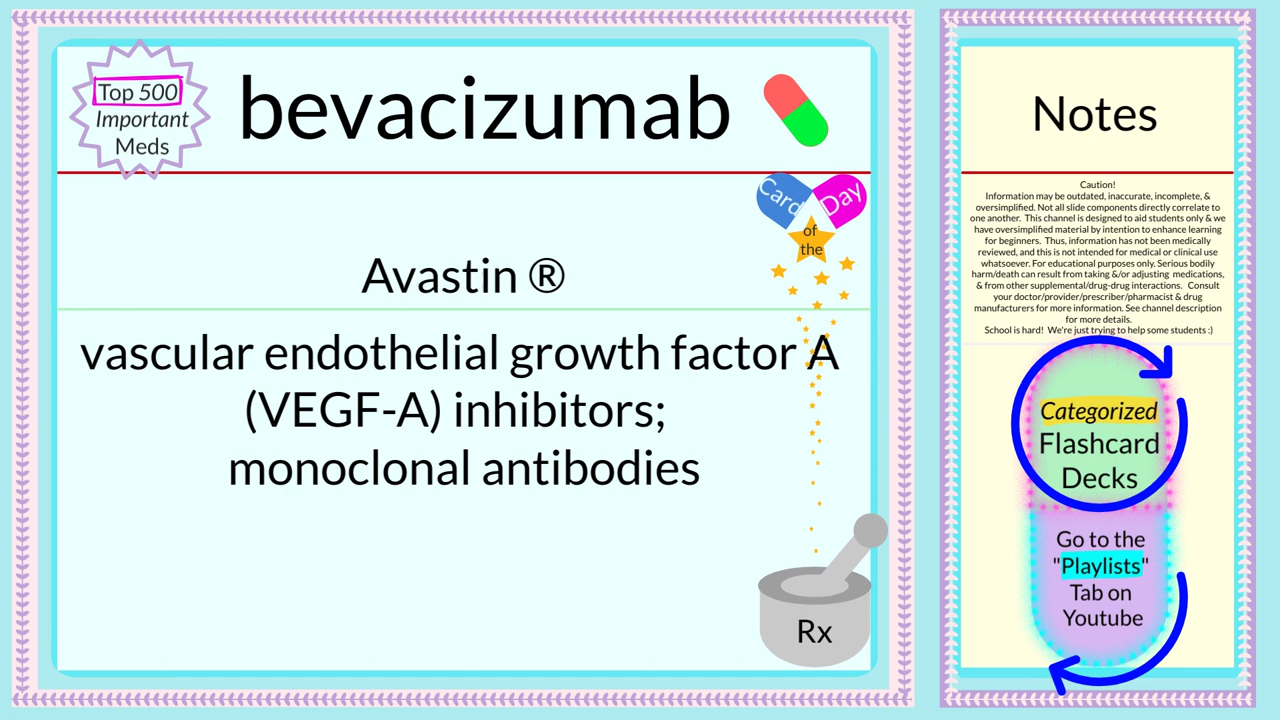 Top 500
Important
Meds
bevacizumab
Card
Day
of
the
Avastin ®
vascular endothelial growth factor A
(VEGF-A) inhibitors;
monoclonal antibodies
Rx
Notes
Caution!
Information may be outdated, inaccurate, incomplete, &
oversimplified. Not all slide components directly correlate to
one another. This channel is designed to aid students only & we
have oversimplified material by intention to enhance learning
for beginners. Thus, information has not been medically
reviewed, and this is not intended for medical or clinical use
whatsoever. For educational purposes only. Serious bodily
harm/death can result from taking &/or adjusting medications,
& from other supplemental/drug-drug interactions. Consult
your doctor/provider/prescriber/pharmacist & drug
manufacturers for more information. See channel description
for more details.
School is hard! We're just trying to help some students :)
Categorized
Flashcard
Decks
Go to the
"Playlists"
Tab on
Youtube